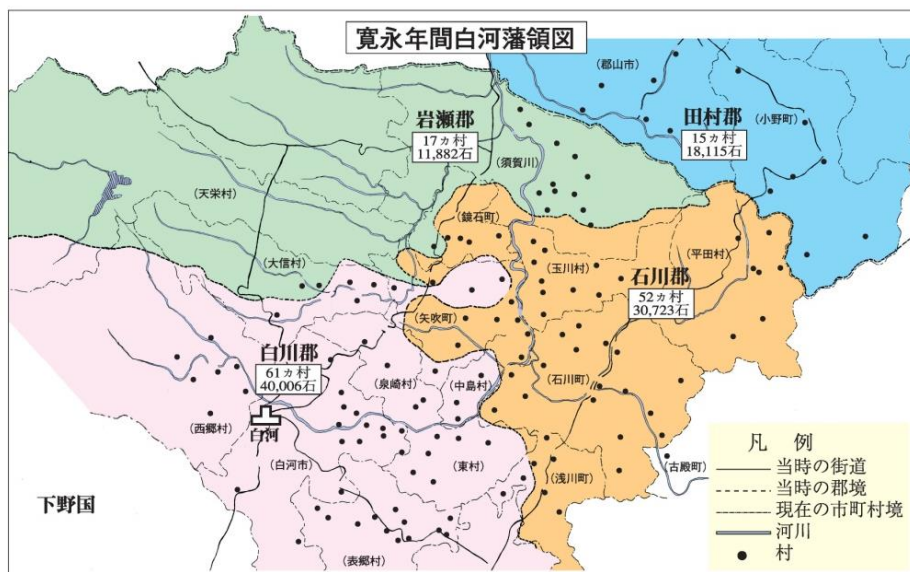 寛永年間白河藩領図
岩瀬郡
17ヵ村
11,882石
田村郡
15ヵ村
18,115石
(郡山市)
(小野町)
(須賀川)
(天栄村)
(鏡石町)
(大信村)
(玉川村)
(平田村)
石川郡
52ヵ村
30,723石
(矢吹町)
白川郡
61ヵ村
40,006石
(泉崎村)
(中島村)
(石川町)
(西郷村)
白河
(白河市)
(東村)
(浅川町)
(古殿町)
(表郷村)
下野国
凡 例
当時の街道
当時の郡境
現在の市町村境
河川
村